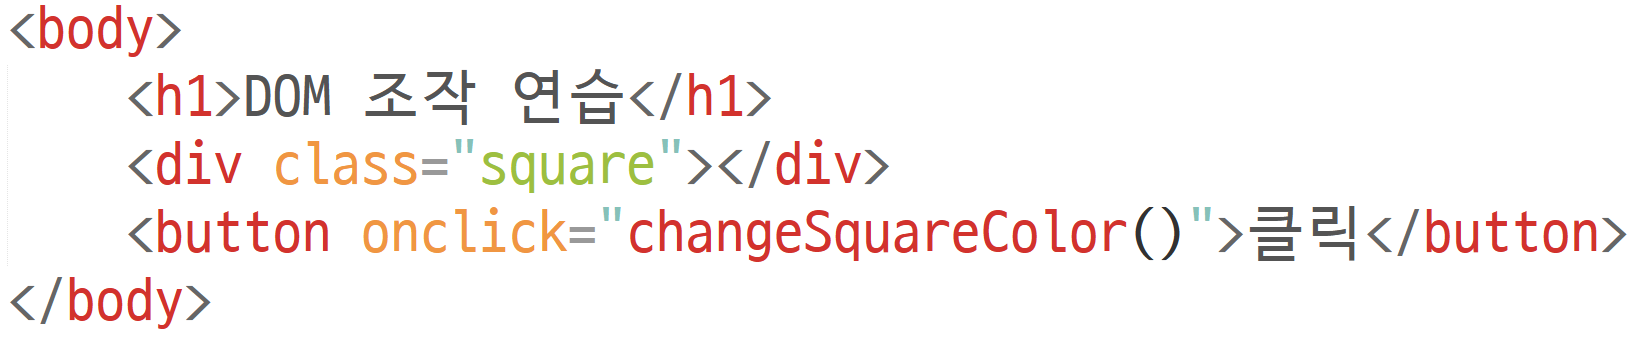 <body>
    <h1>DOM 조작 연습</h1>
    <div class="square"></div>
    <button onclick="changeSquareColor()">클릭</button>
</body>